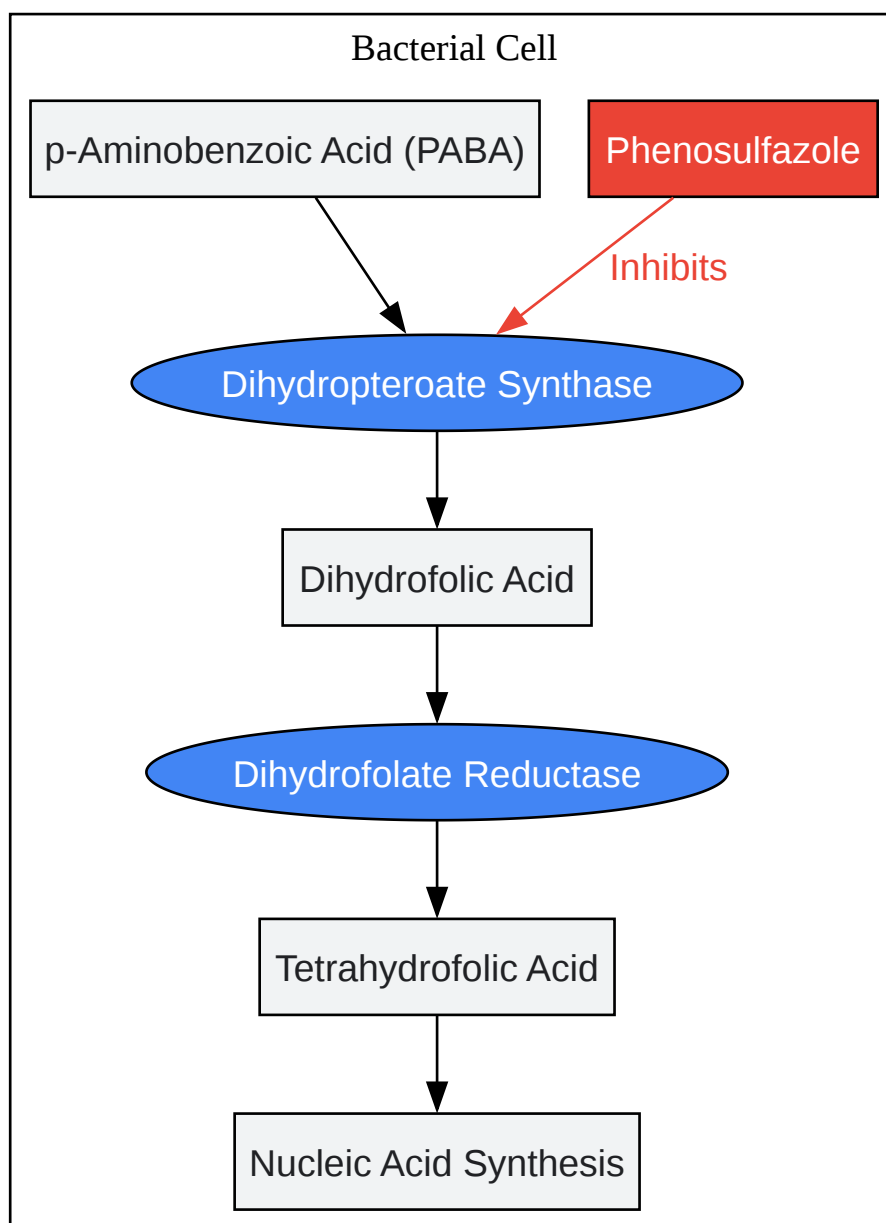 Bacterial Cell
p-Aminobenzoic Acid (PABA)
Phenosulfazole
Inhibits
Dihydropteroate Synthase
Dihydrofolic Acid
Dihydrofolate Reductase
Tetrahydrofolic Acid
Nucleic Acid Synthesis